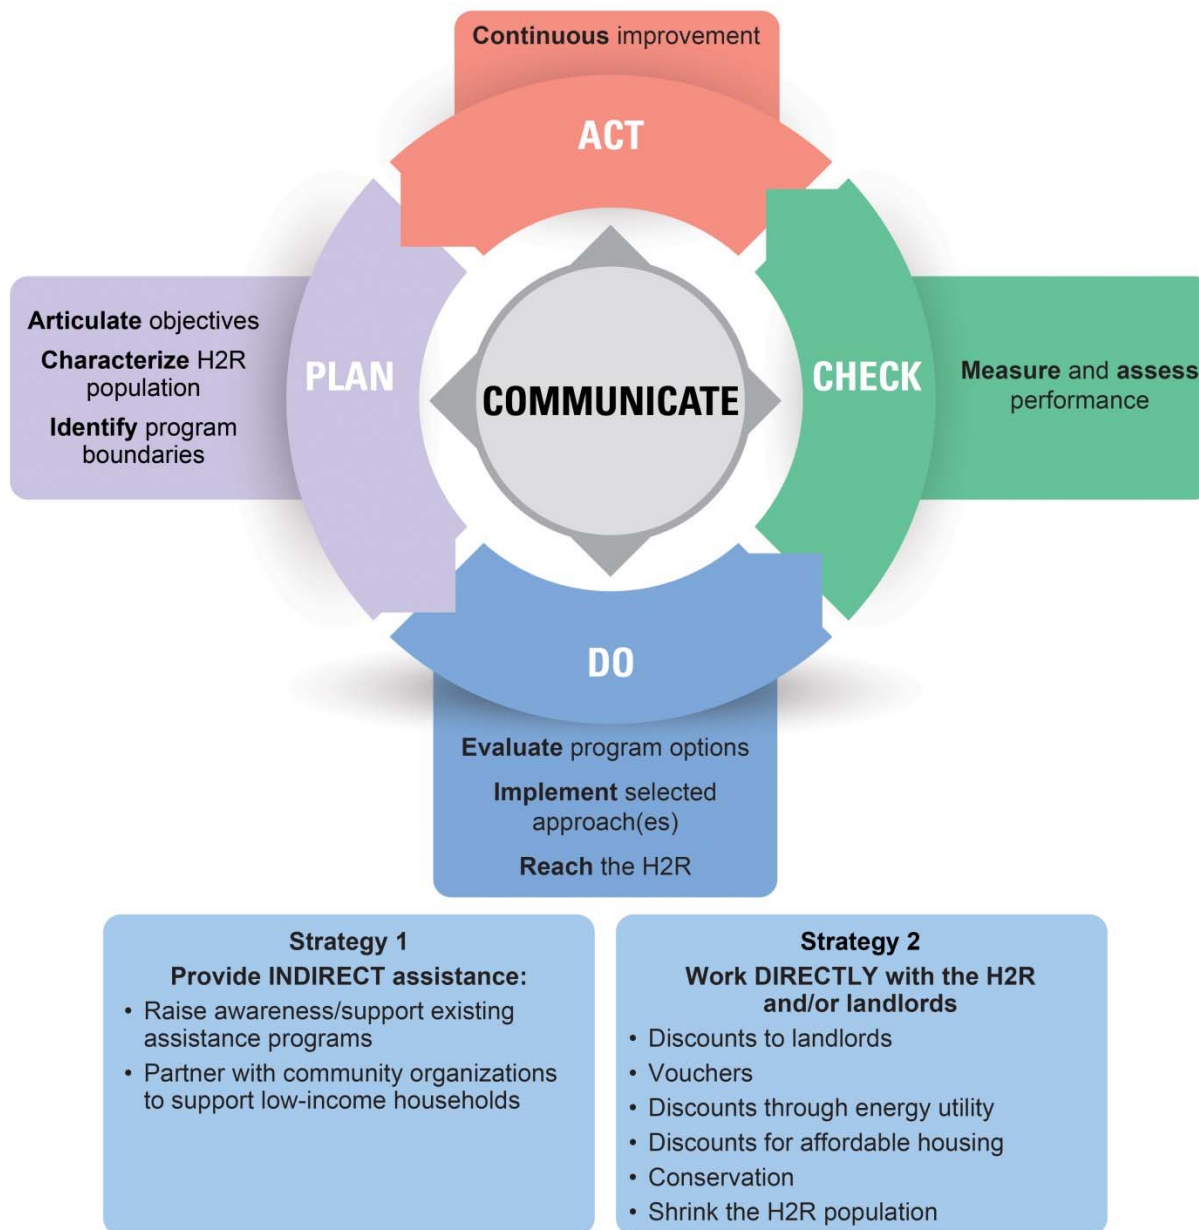 Continuous improvement
ACT
Articulate objectives
Characterize H2R
population
Identify program
boundaries
PLAN
COMMUNICATE
CHECK
Measure and assess
performance
DO
Evaluate program options
Implement selected
approach(es)
Reach the H2R
Strategy 1
Provide INDIRECT assistance:
• Raise awareness/support existing
assistance programs
• Partner with community organizations
to support low-income households
Strategy 2
Work DIRECTLY with the H2R
and/or landlords
• Discounts to landlords
• Vouchers
• Discounts through energy utility
• Discounts for affordable housing
• Conservation
• Shrink the H2R population